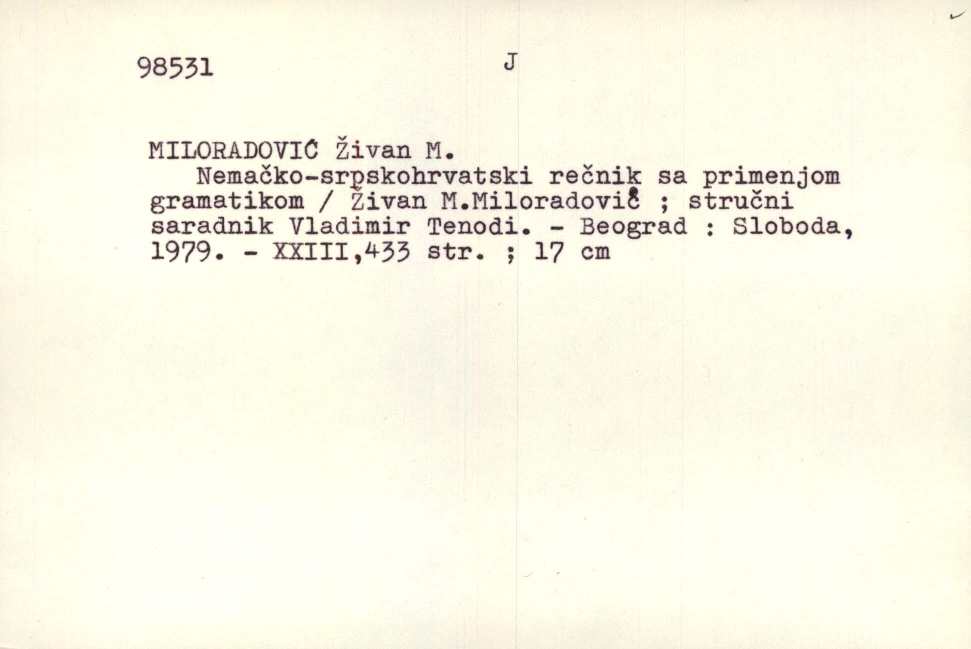 98531 J
MILORADOVIĆ Živan M.
Nemačko-srpskohrvatski rečnik sa primenjom
gramatikom / Živan M.Miloradović ; stručni
saradnik Vladimir Tenodi. - Beograd : Sloboda,
1979. - XXIII,433 str. ; 17 cm